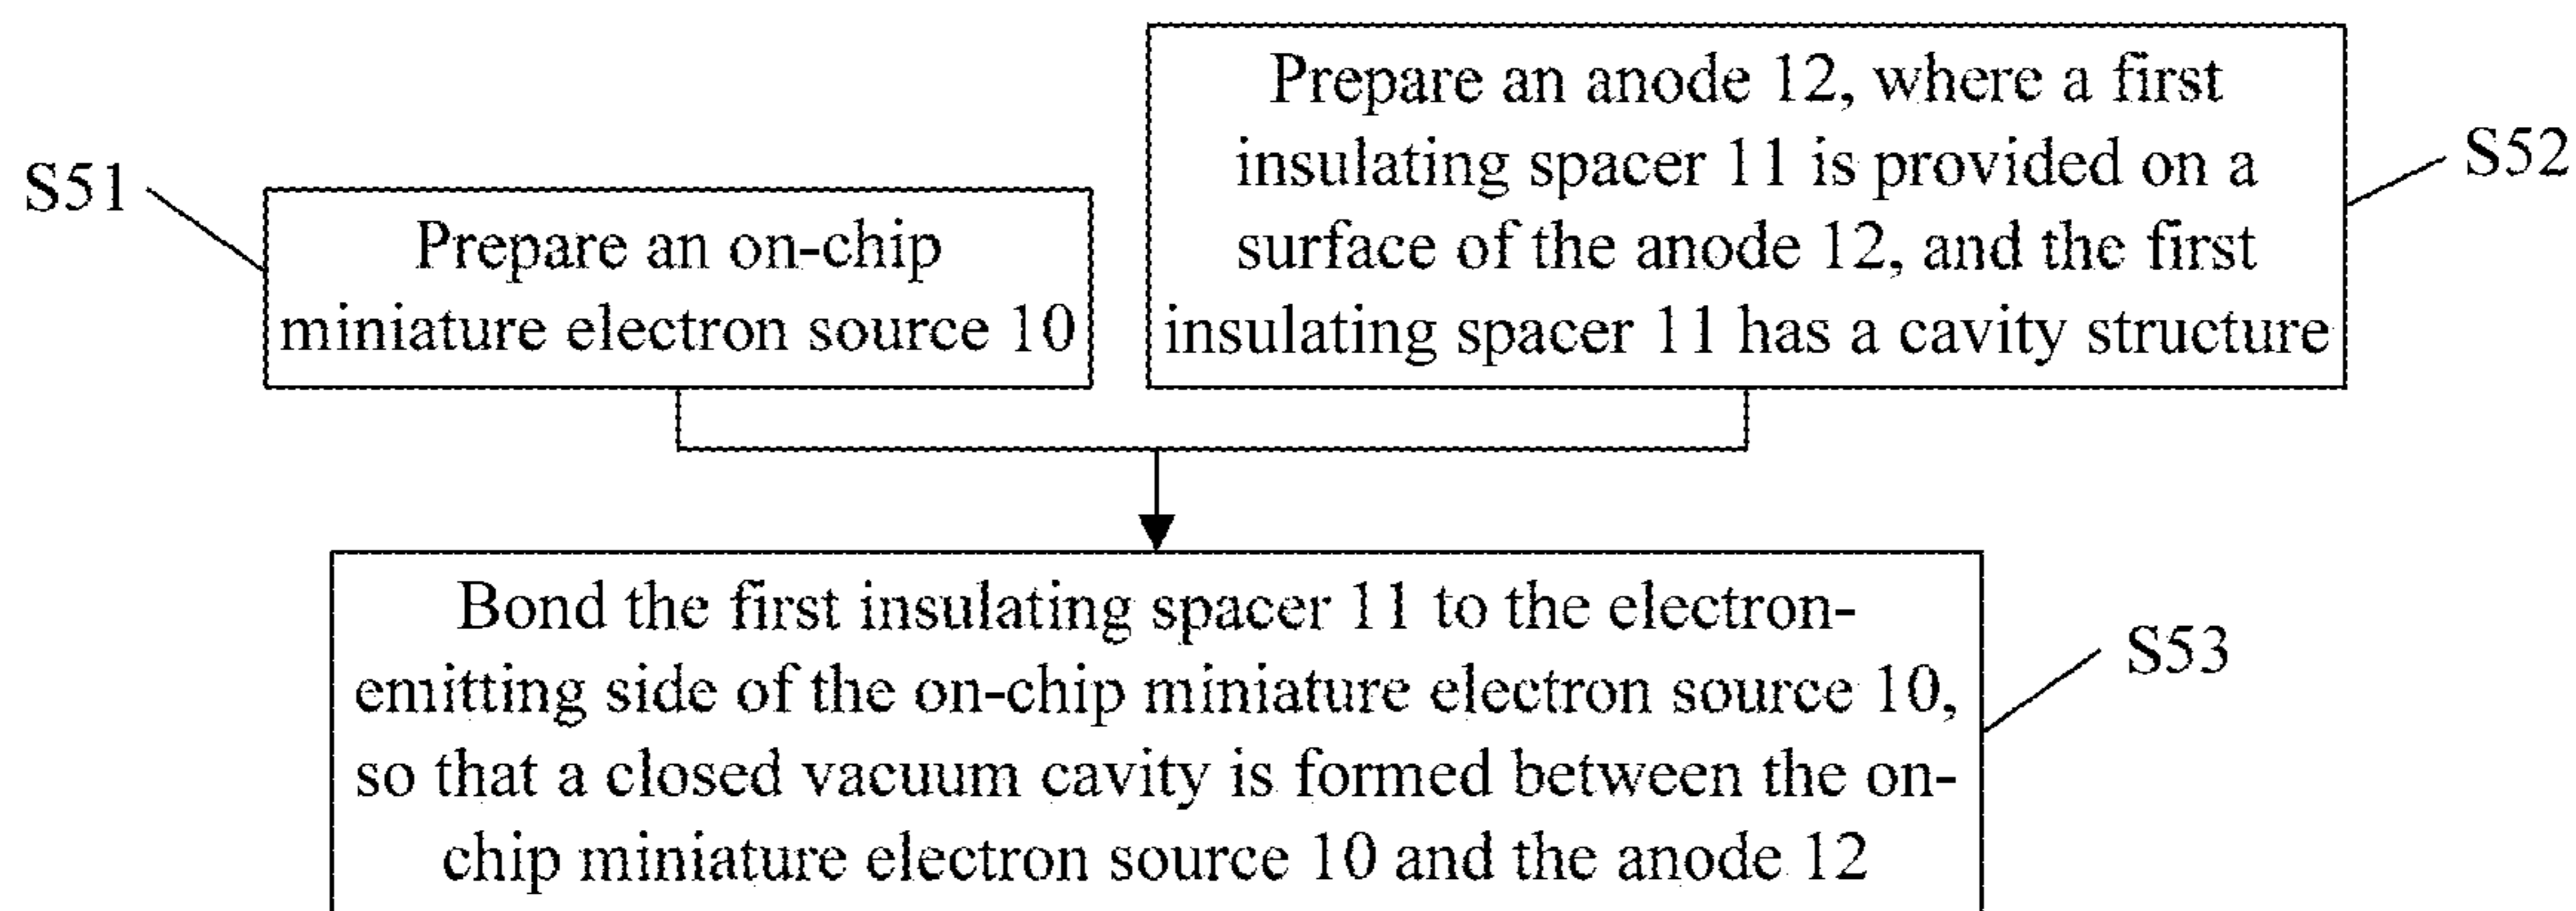 S51
Prepare an on-chip
miniature electron source 10
Prepare an anode 12, where a first
insulating spacer 11 is provided on a
surface of the anode 12, and the first
insulating spacer 11 has a cavity structure
S52
Bond the first insulating spacer 11 to the electron-
emitting side of the on-chip miniature electron source 10,
so that a closed vacuum cavity is formed between the on-
chip miniature electron source 10 and the anode 12
S53